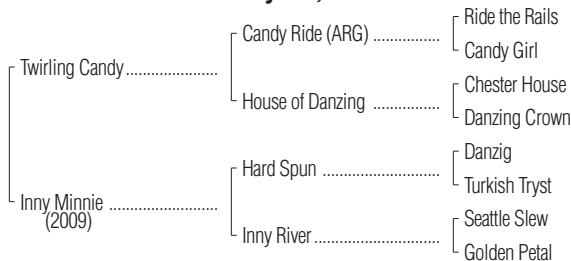 Ride the Rails
Candy Ride (ARG) ................
Candy Girl
Twirling Candy ......................
Chester House
House of Danzing ................
Danzing Crown
Danzig
Hard Spun ............................
Turkish Tryst
Inny Minnie ..........................
(2009)
Seattle Slew
Inny River ..............................
Golden Petal